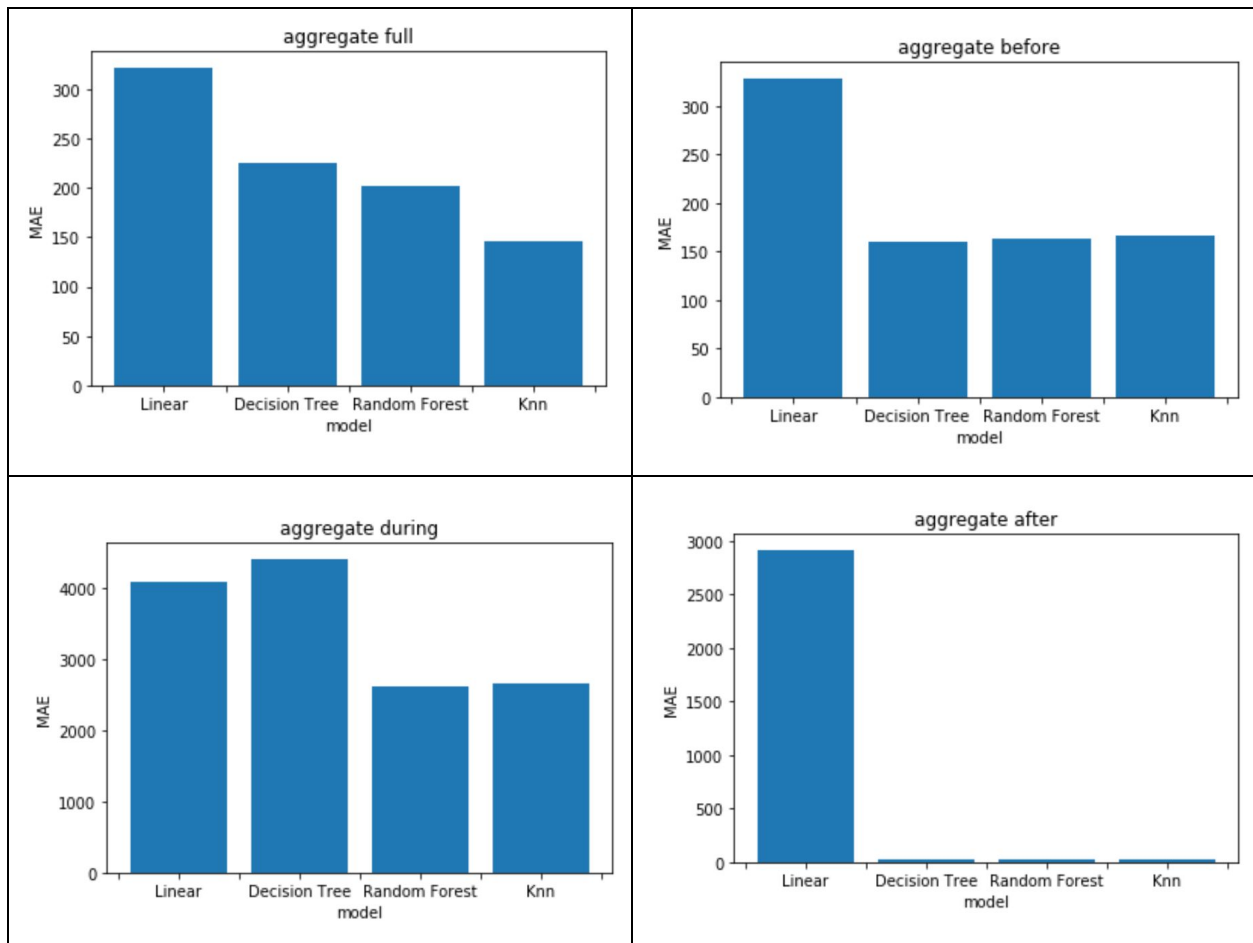 aggregate full
MAE
300
250
200
150
100
50
0
Linear Decision Tree Random Forest Knn
model
aggregate before
MAE
300
250
200
150
100
50
0
Linear Decision Tree Random Forest Knn
model
aggregate during
MAE
4000
3000
2000
1000
0
Linear Decision Tree Random Forest Knn
model
aggregate after
MAE
3000
2500
2000
1500
1000
500
0
Linear Decision Tree Random Forest Knn
model